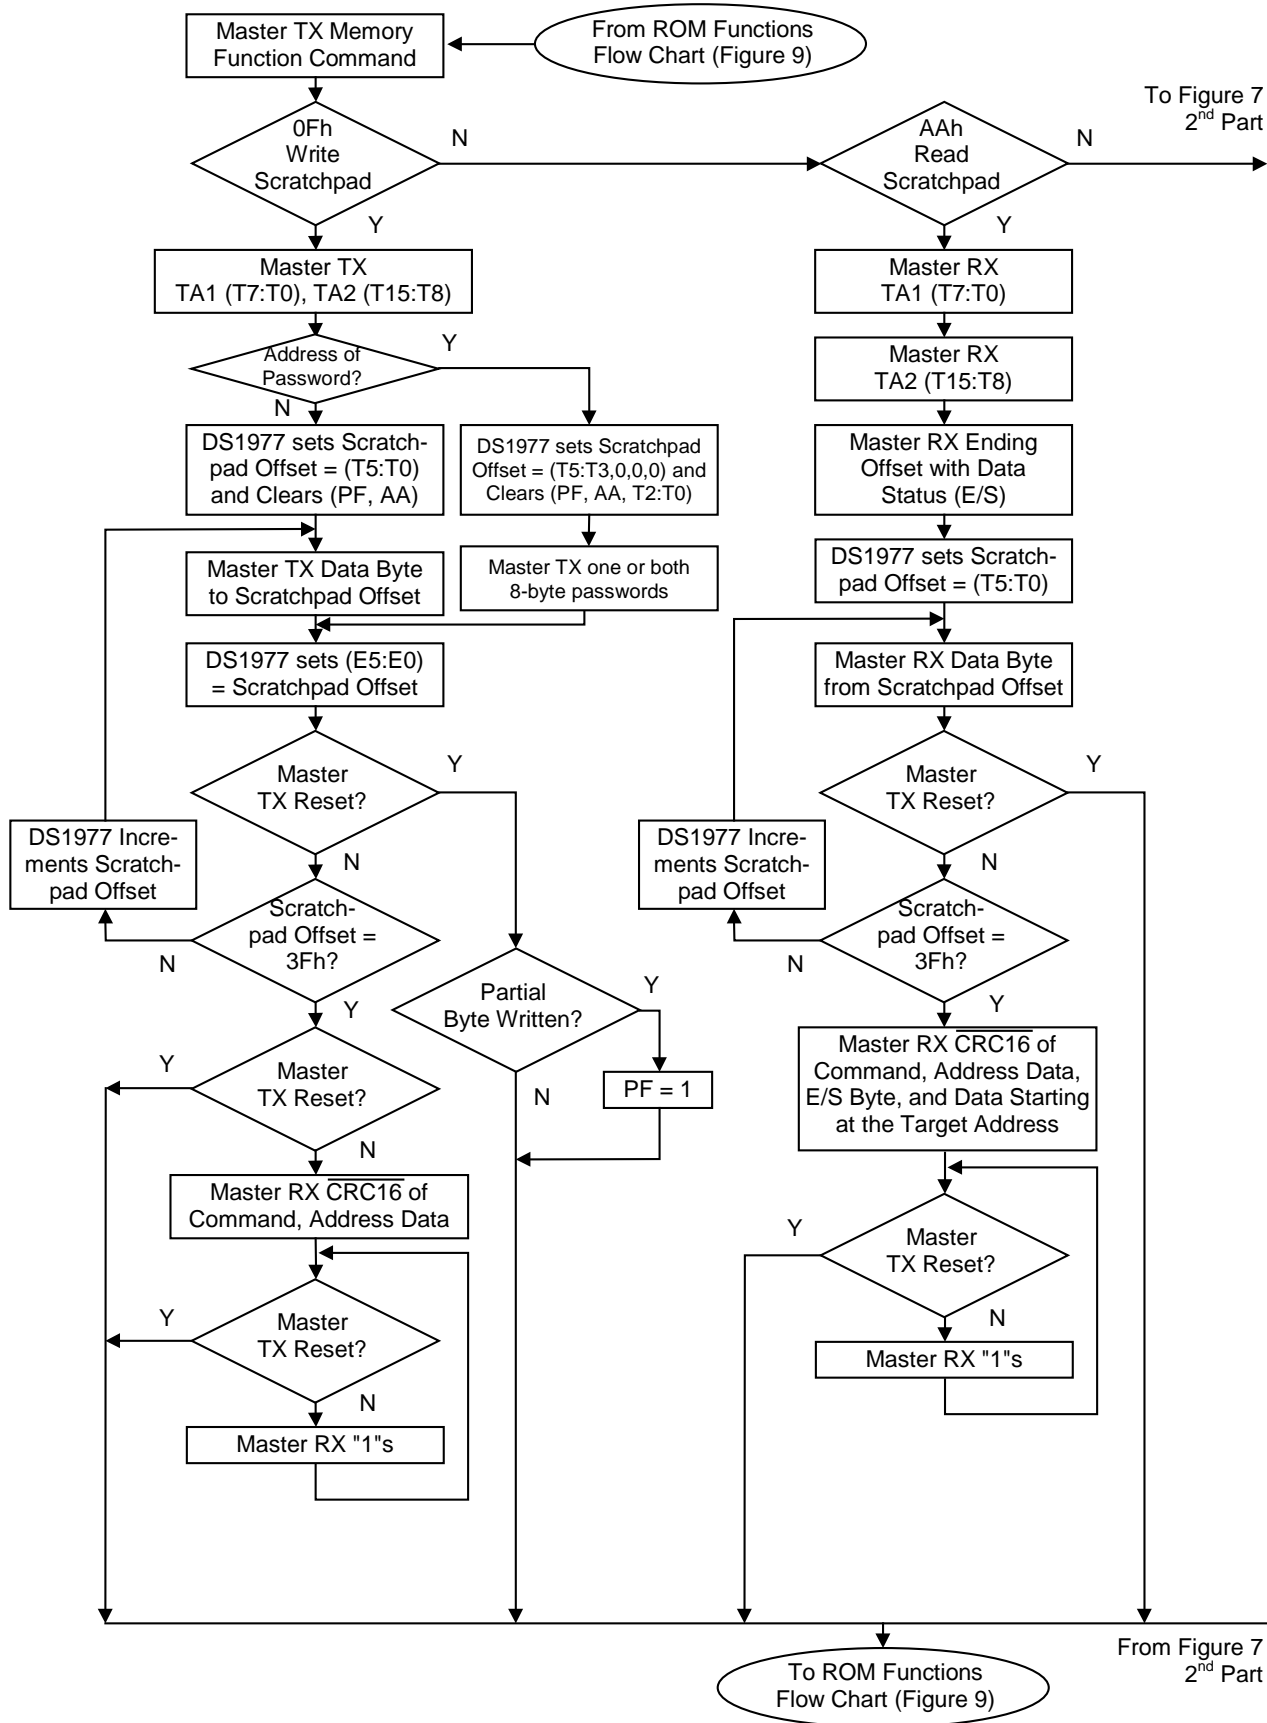 Master TX Memory
Function Command
From ROM Functions
Flow Chart (Figure 9)
To Figure 7
2nd Part
0Fh
Write
Scratchpad
N
Y
AAh
Read
Scratchpad
N
Y
Master TX
TA1 (T7:T0), TA2 (T15:T8)
Address of
Password?
Y
N
DS1977 sets Scratch-
pad Offset = (T5:T0)
and Clears (PF, AA)
DS1977 sets Scratchpad
Offset = (T5:T3,0,0,0) and
Clears (PF, AA, T2:T0)
Master TX Data Byte
to Scratchpad Offset
Master TX one or both
8-byte passwords
DS1977 sets (E5:E0)
= Scratchpad Offset
Master
TX Reset?
Y
N
DS1977 Incre-
ments Scratch-
pad Offset
Scratch-
pad Offset =
3Fh?
N
Y
Partial
Byte Written?
Y
N
PF = 1
Master
TX Reset?
Y
N
Master RX CRC16 of
Command, Address Data
Master
TX Reset?
Y
N
Master RX "1"s
Master RX
TA1 (T7:T0)
Master RX
TA2 (T15:T8)
Master RX Ending
Offset with Data
Status (E/S)
DS1977 sets Scratch-
pad Offset = (T5:T0)
Master RX Data Byte
from Scratchpad Offset
Master
TX Reset?
Y
N
DS1977 Incre-
ments Scratch-
pad Offset
Scratch-
pad Offset =
3Fh?
N
Y
Master RX CRC16 of
Command, Address Data,
E/S Byte, and Data Starting
at the Target Address
Master
TX Reset?
Y
N
Master RX "1"s
From Figure 7
2nd Part
To ROM Functions
Flow Chart (Figure 9)